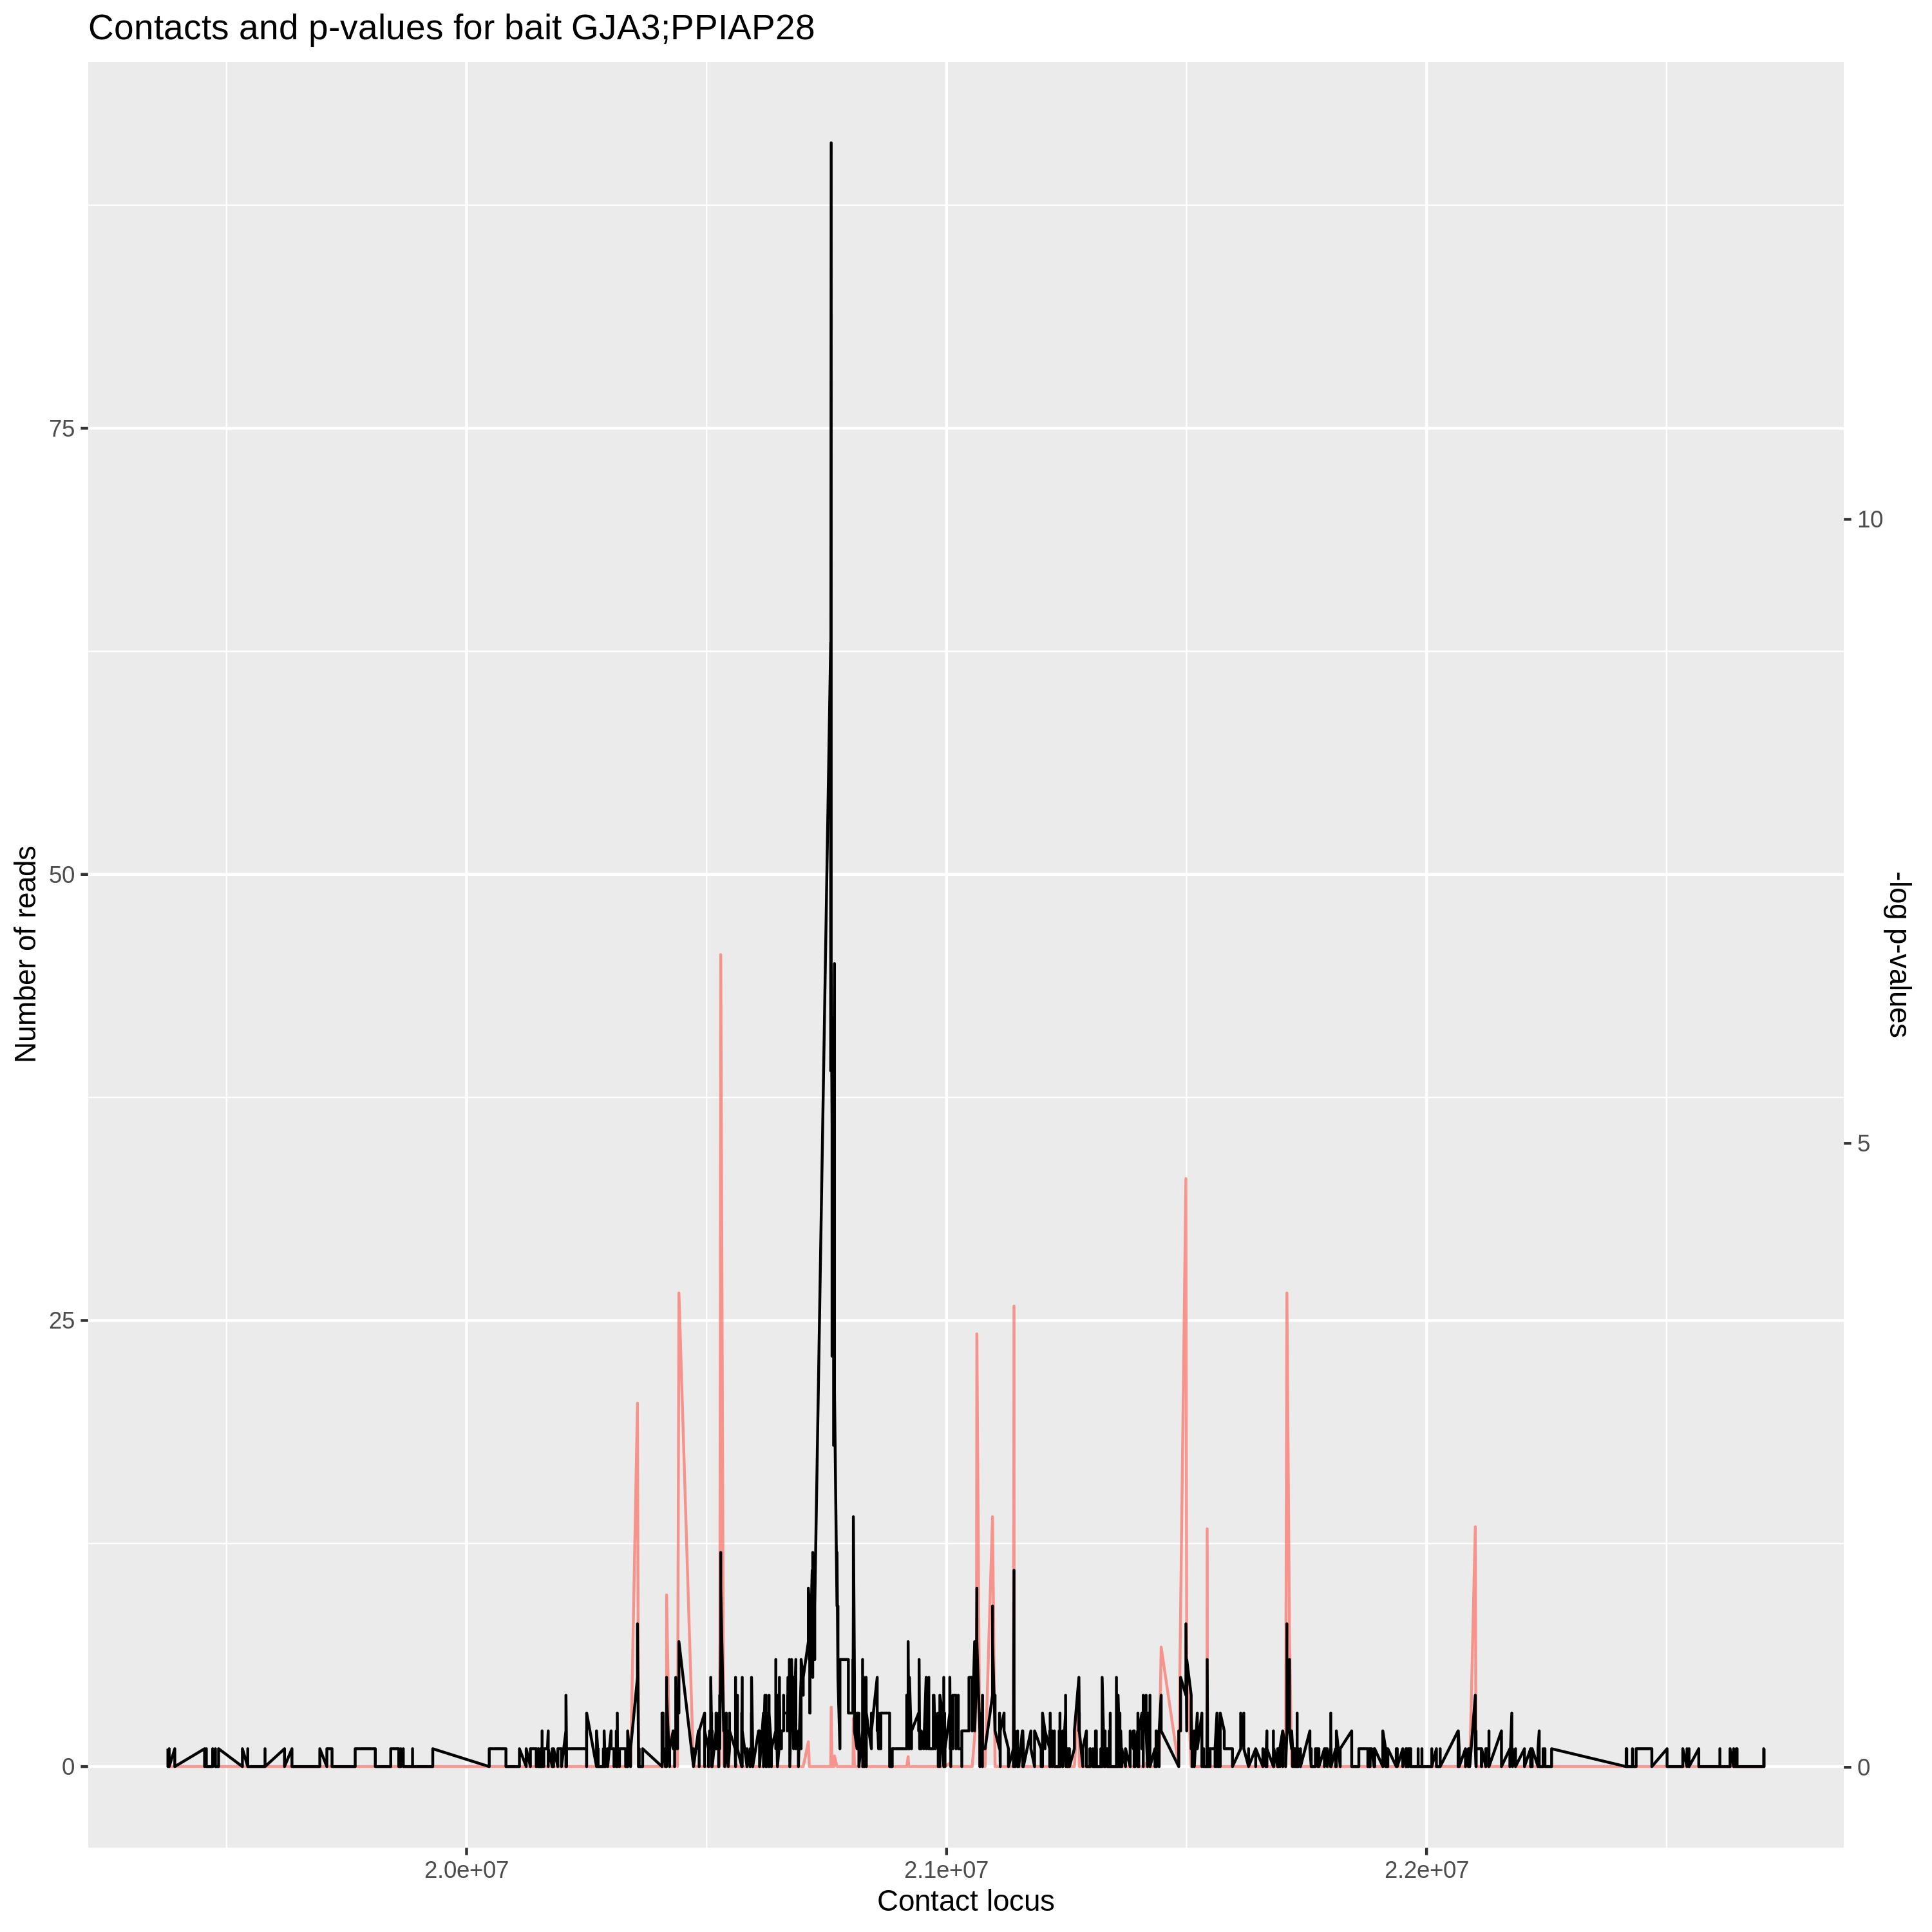 Contacts and p-values for bait GJA3;PPIAP28
75
50
25
0
10
5
0
Number of reads
-log p-values
2.0e+07
2.1e+07
2.2e+07
Contact locus